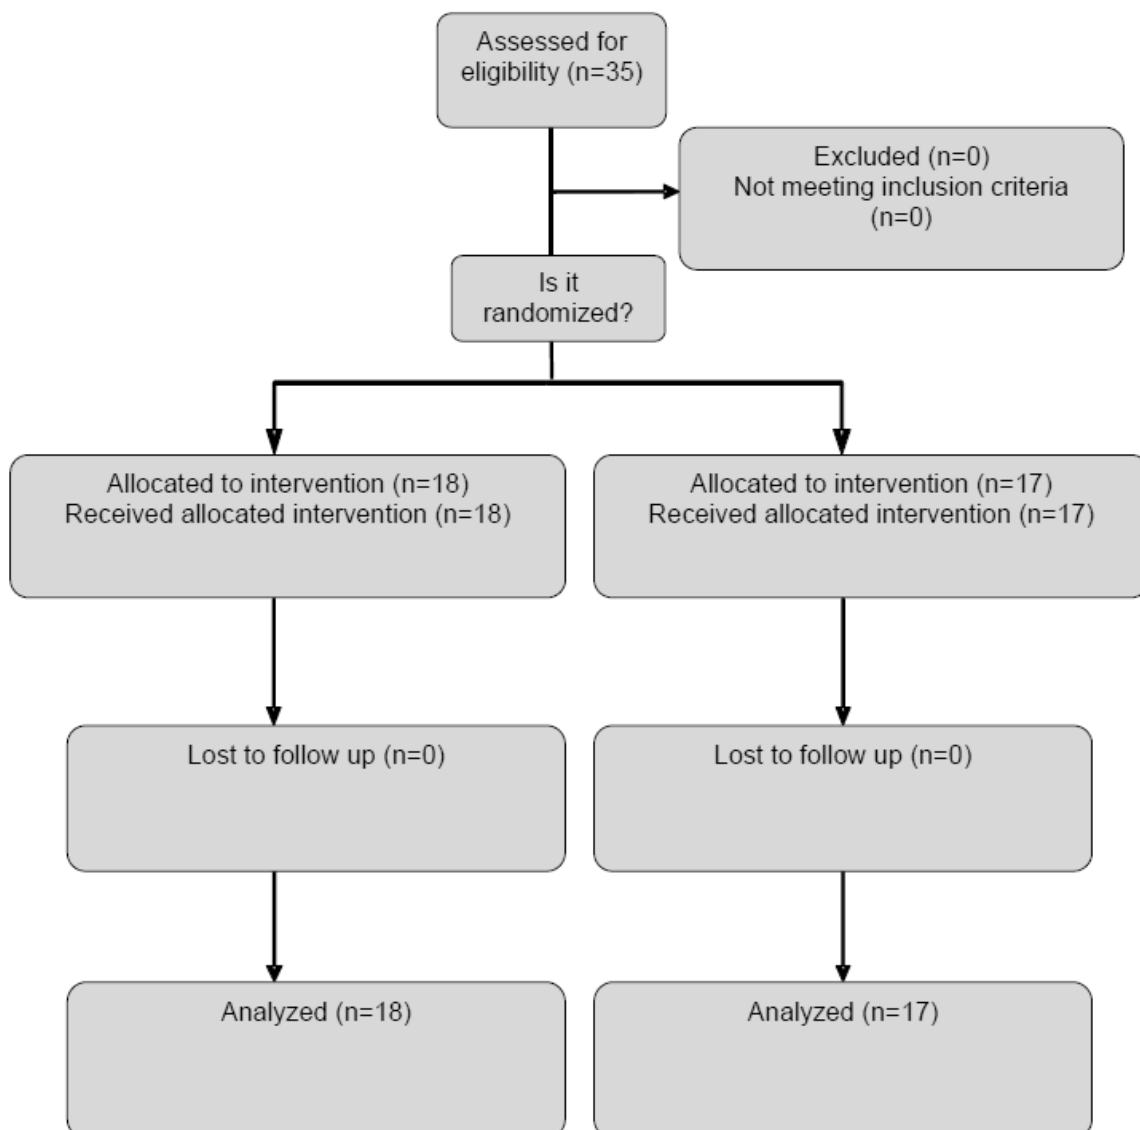 Assessed for
eligibility (n=35)
Excluded (n=0)
Not meeting inclusion criteria
(n=0)
Is it
randomized?
Allocated to intervention (n=18)
Received allocated intervention (n=18)
Allocated to intervention (n=17)
Received allocated intervention (n=17)
Lost to follow up (n=0)
Lost to follow up (n=0)
Analyzed (n=18)
Analyzed (n=17)